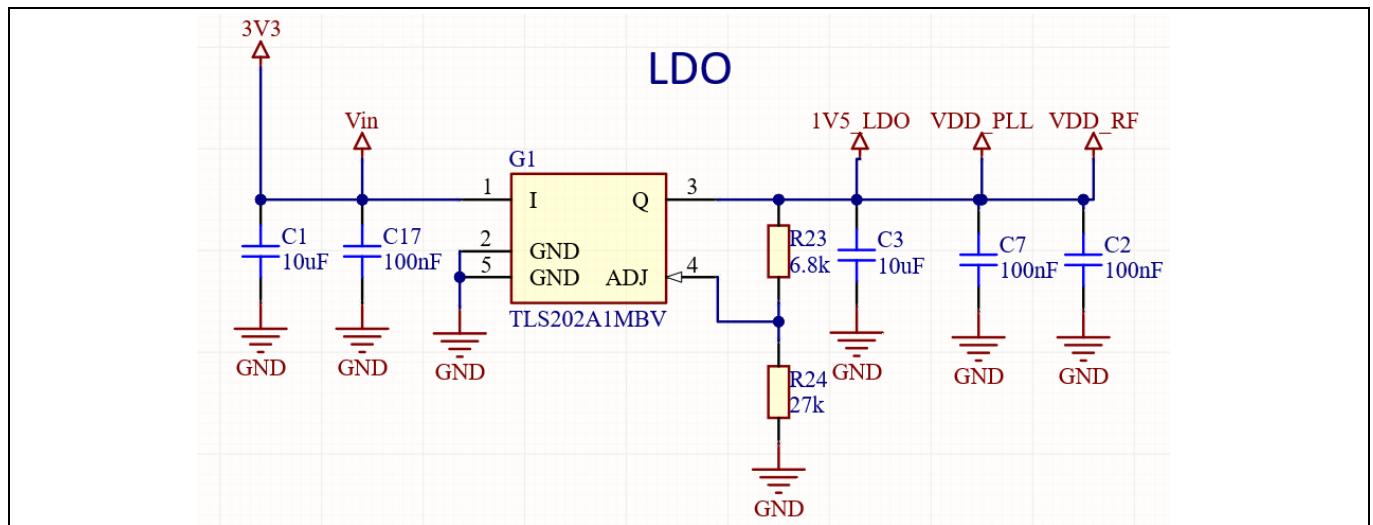 3V3
LDO
Vin
1V5_LDO
VDD_PLL
VDD_RF
G1
1
I
Q
3
2
GND
5
GND
ADJ
4
TLS202A1MBV
C1
10uF
C17
100nF
R23
6.8k
C3
10uF
C7
100nF
C2
100nF
GND
GND
GND
GND
GND
GND
R24
27k
GND